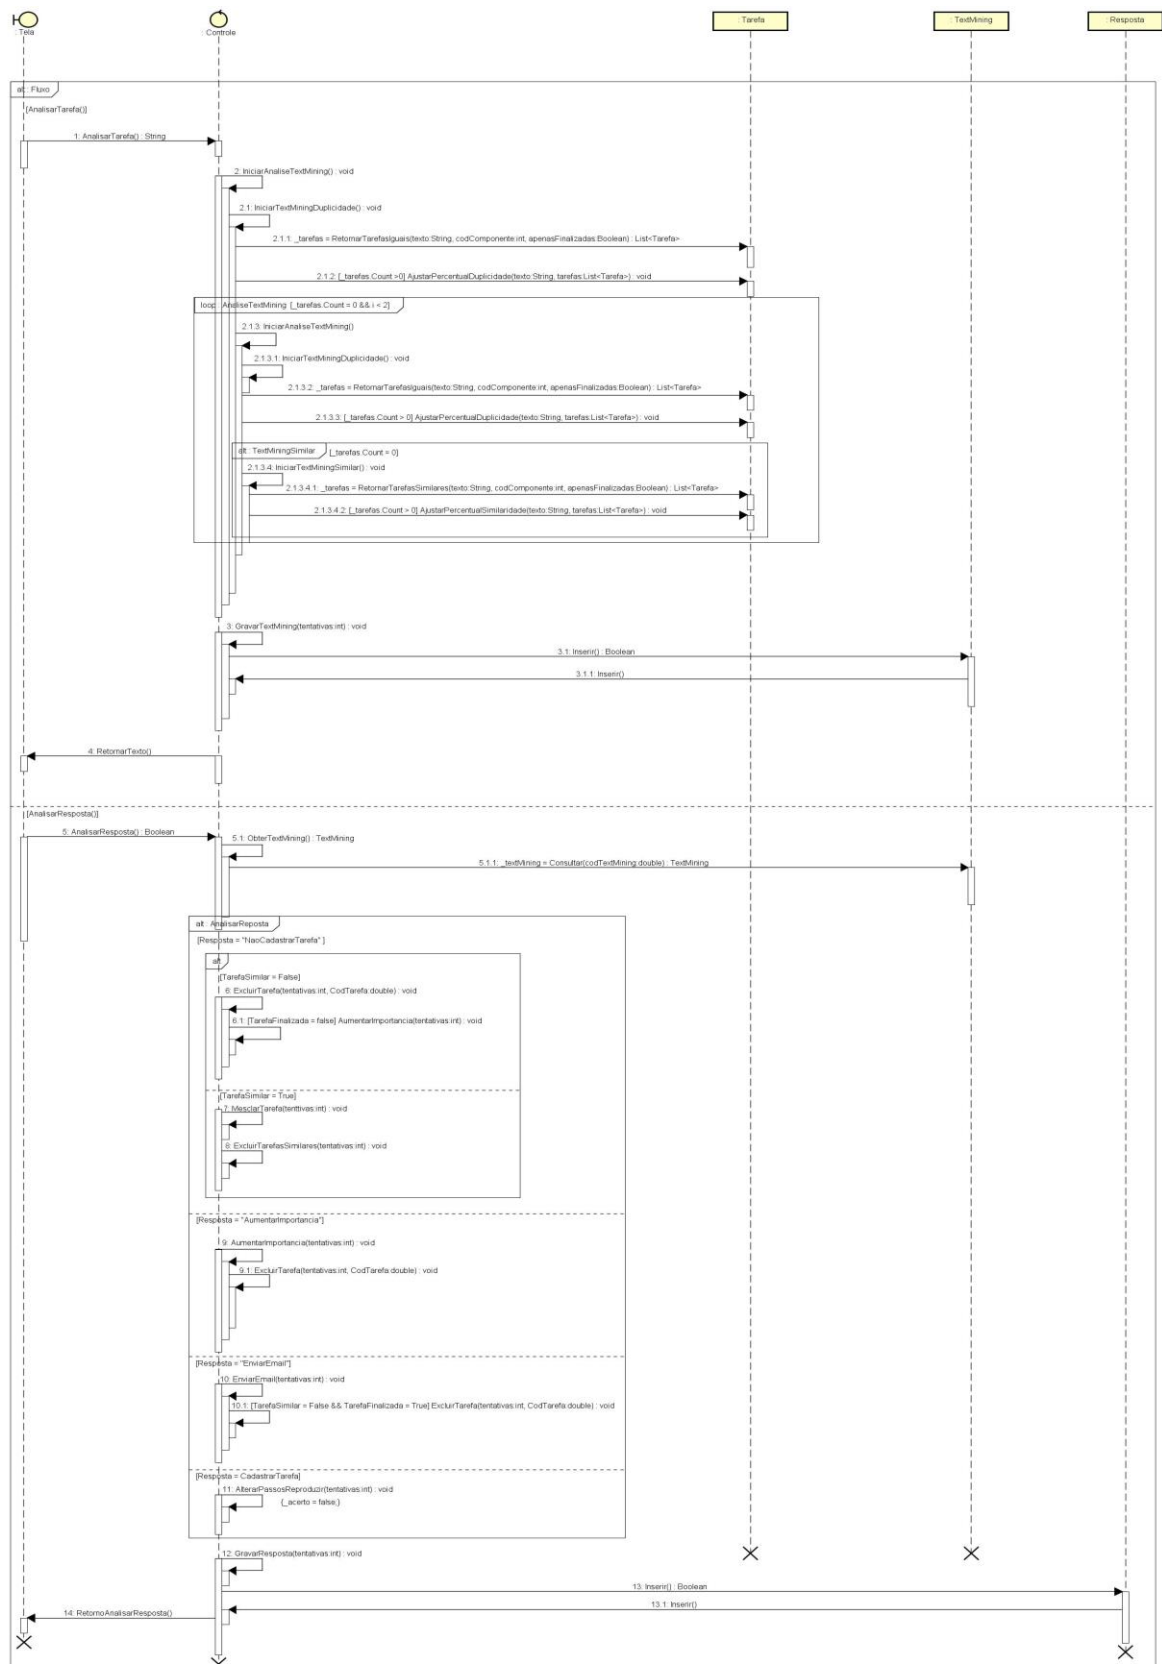 : Tela
: Controle
: Tarefa
: TextMining
: Resposta
alt : Fluxo
[AnalisarTarefa()]
1: AnalisarTarefa() : String
2: IniciarAnaliseTextMining() : void
2.1: IniciarTextMiningDuplicidade() : void
2.1.1: _tarefas = RetornarTarefasIguais(texto:String, codComponente:int, apenasFinalizadas:Boolean) : List<Tarefa>
2.1.2: [_tarefas.Count >0] AjustarPercentualDuplicidade(texto:String, tarefas:List<Tarefa>) : void
loop : AnaliseTextMining: [_tarefas.Count = 0 && i < 2]
2.1.3: IniciarAnaliseTextMining()
2.1.3.1: IniciarTextMiningDuplicidade() : void
2.1.3.2: _tarefas = RetornarTarefasIguais(texto:String, codComponente:int, apenasFinalizadas:Boolean) : List<Tarefa>
2.1.3.3: [_tarefas.Count > 0] AjustarPercentualDuplicidade(texto:String, tarefas:List<Tarefa>) : void
alt : TextMiningSimilar [_tarefas.Count = 0]
2.1.3.4: IniciarTextMiningSimilar() : void
2.1.3.4.1: _tarefas = RetornarTarefasSimilares(texto:String, codComponente:int, apenasFinalizadas:Boolean) : List<Tarefa>
2.1.3.4.2: [_tarefas.Count > 0] AjustarPercentualSimilaridade(texto:String, tarefas:List<Tarefa>) : void
3: GravarTextMining(tentativas:int) : void
3.1: Inserir() : Boolean
3.1.1: Inserir()
4: RetornarTexto()
[AnalisarResposta()]
5: AnalisarResposta() : Boolean
5.1: ObterTextMining() : TextMining
5.1.1: _textMining = Consultar(codTextMining:double) : TextMining
alt : AnalisarReposta
[Resposta = "NaoCadastrarTarefa" ]
alt
[TarefaSimilar = False]
6: ExcluirTarefa(tentativas:int, CodTarefa:double) : void
6.1: [TarefaFinalizada = false] AumentarImportancia(tentativas:int) : void
[TarefaSimilar = True]
7: MesclarTarefa(tenttivas:int) : void
8: ExcluirTarefasSimilares(tentativas:int) : void
[Resposta = "AumentarImportancia"]
9: AumentarImportancia(tentativas:int) : void
9.1: ExcluirTarefa(tentativas:int, CodTarefa:double) : void
[Resposta = "EnviarEmail"]
10: EnviarEmail(tentativas:int) : void
10.1: [TarefaSimilar = False && TarefaFinalizada = True] ExcluirTarefa(tentativas:int, CodTarefa:double) : void
[Resposta = CadastrarTarefa]
11: AlterarPassosReproduzir(tentativas:int) : void
{_acerto = false;}
12: GravarResposta(tentativas:int) : void
13: Inserir() : Boolean
13.1: Inserir()
14: RetornoAnalisarResposta()